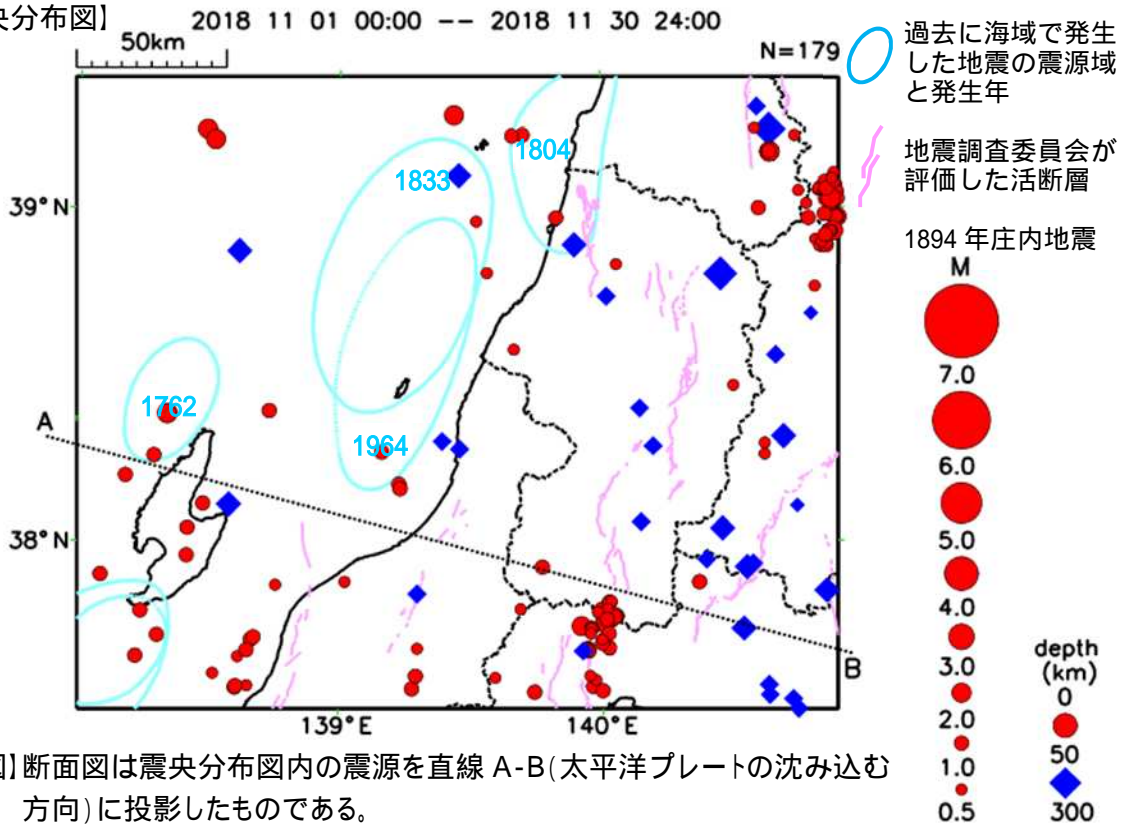 央分布図】
2018 11 01 00:00 -- 2018 11 30 24:00
50km
N=179
過去に海域で発生
した地震の震源域
と発生年
地震調査委員会が
評価した活断層
1894 年庄内地震
39°N
38°N
139°E
140°E
1804
1833
1762
1964
A
B
M
7.0
6.0
5.0
4.0
3.0
2.0
1.0
0.5
depth
(km)
0
50
300
図】断面図は震央分布図内の震源を直線 A-B(太平洋プレートの沈み込む
方向)に投影したものである。